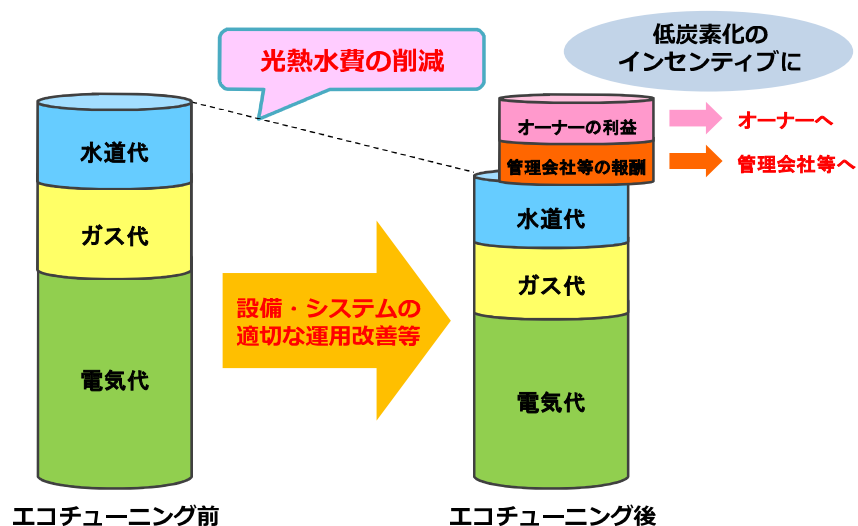 光熱水費の削減
低炭素化の
インセンティブに
水道代
ガス代
電気代
エコチューニング前
設備・システムの
適切な運用改善等
オーナーの利益
オーナーへ
管理会社等の報酬
管理会社等へ
水道代
ガス代
電気代
エコチューニング後